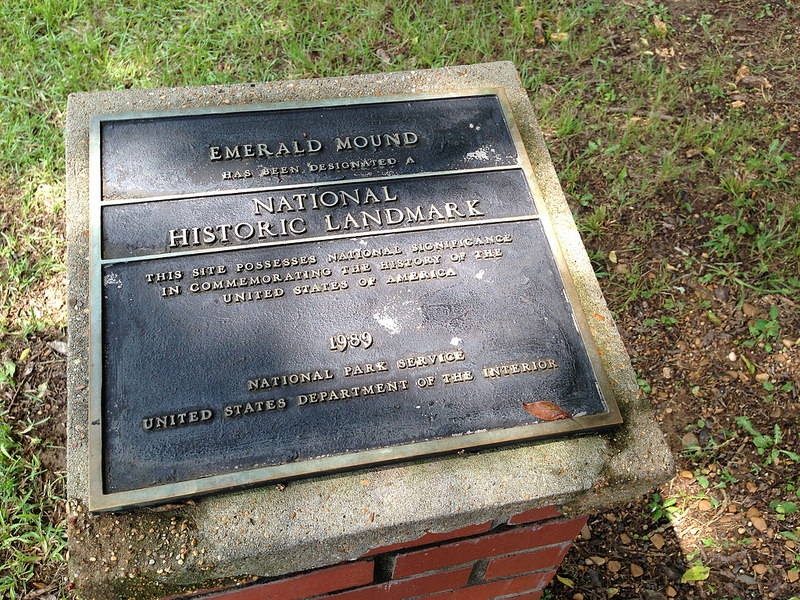 EMERALD MOUND
HAS BEEN DESIGNATED A
NATIONAL
HISTORIC LANDMARK
THIS SITE POSSESSES NATIONAL SIGNIFICANCE
IN COMMEMORATING THE HISTORY OF THE
UNITED STATES OF AMERICA
1989
NATIONAL PARK SERVICE
UNITED STATES DEPARTMENT OF THE INTERIOR